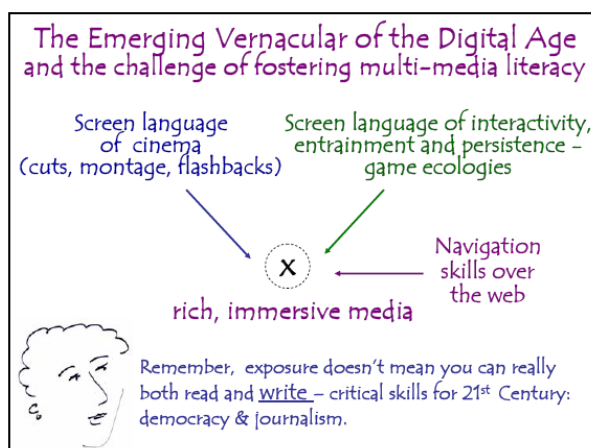 The Emerging Vernacular of the Digital Age
and the challenge of fostering multi-media literacy
Screen language
of cinema
(cuts, montage, flashbacks)
Screen language of interactivity,
entrainment and persistence –
game ecologies
x
Navigation
skills over
the web
rich, immersive media
Remember, exposure doesn't mean you can really
both read and write – critical skills for 21st Century:
democracy & journalism.